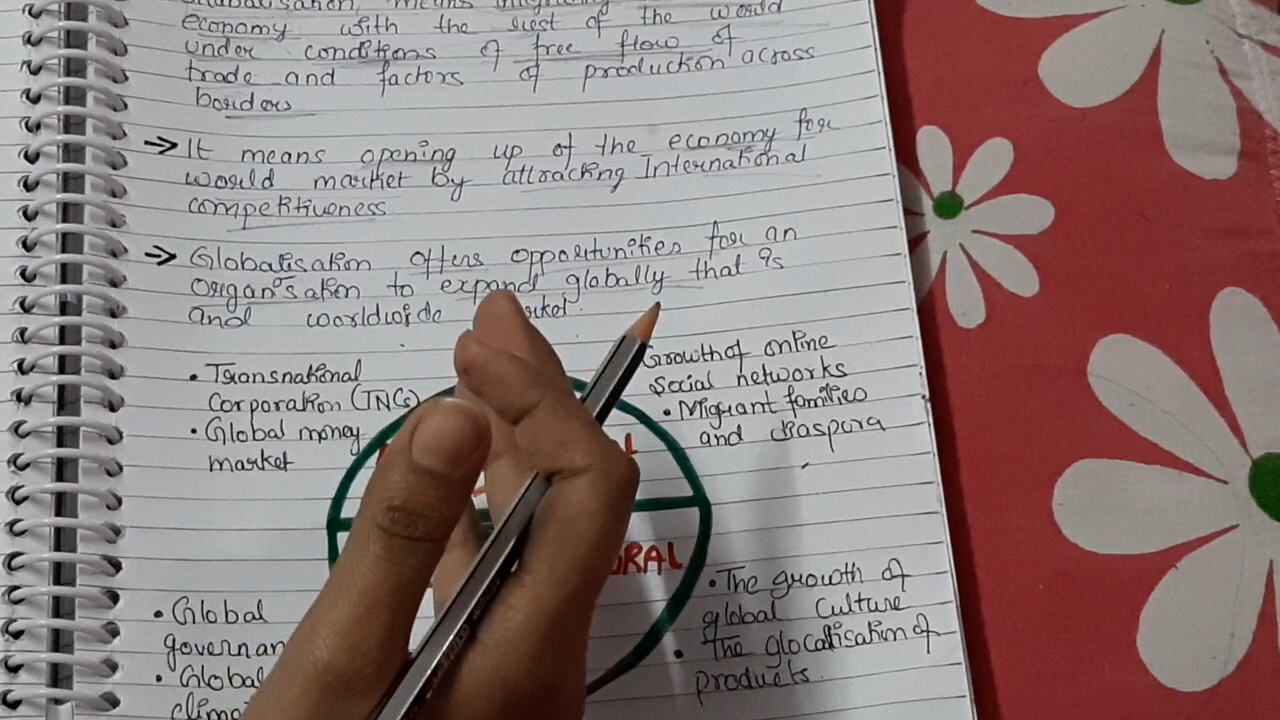 economy with the rest of the world
under conditions of free flow of
trade and factors of production across
borders
→ It means opening up of the economy for
world market by attracking International
competitiveness
→ Globalisation offers opportunities for an
organisation to expand globally that is
and worldwide
• Transnational
Corporation (TNCs)
• Global money
market
Growth of online
social networks
• Migrant families
and diaspora
• Global
• Global
• The growth of
global culture
• The glocalisation of
products.